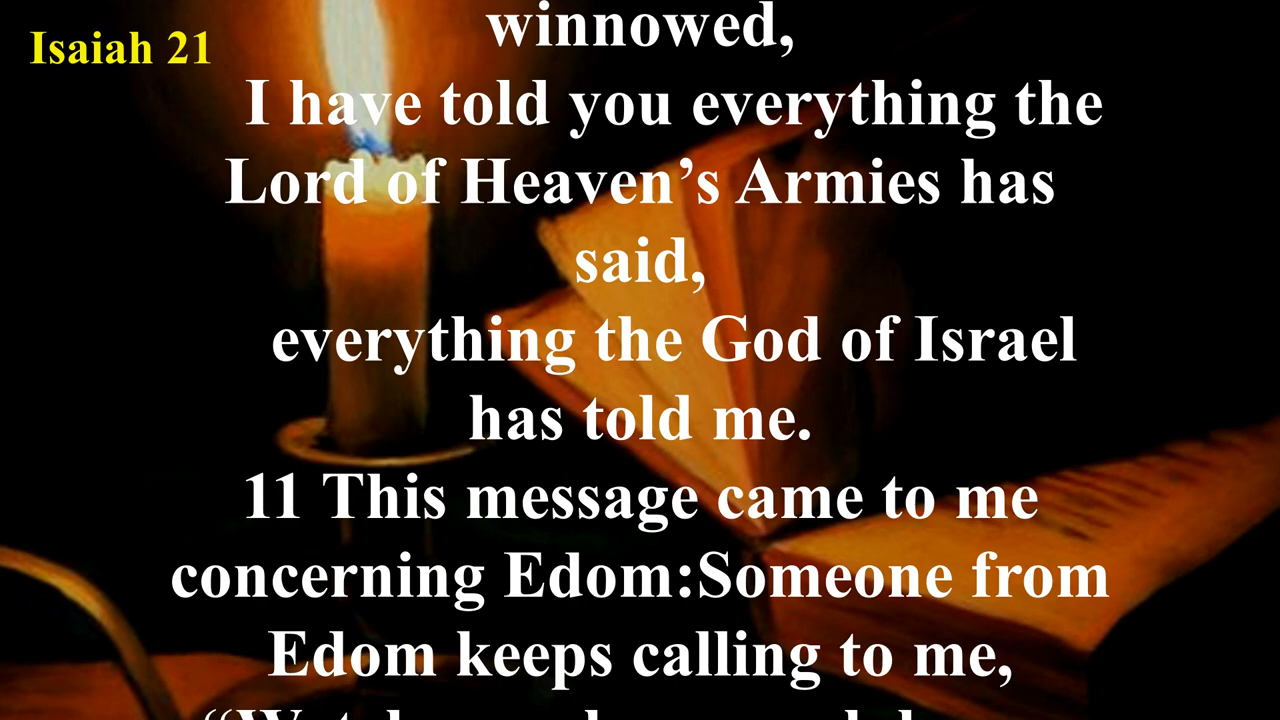 Isaiah 21
winnowed,
I have told you everything the
Lord of Heaven’s Armies has
said,
everything the God of Israel
has told me.
11 This message came to me
concerning Edom:Someone from
Edom keeps calling to me,